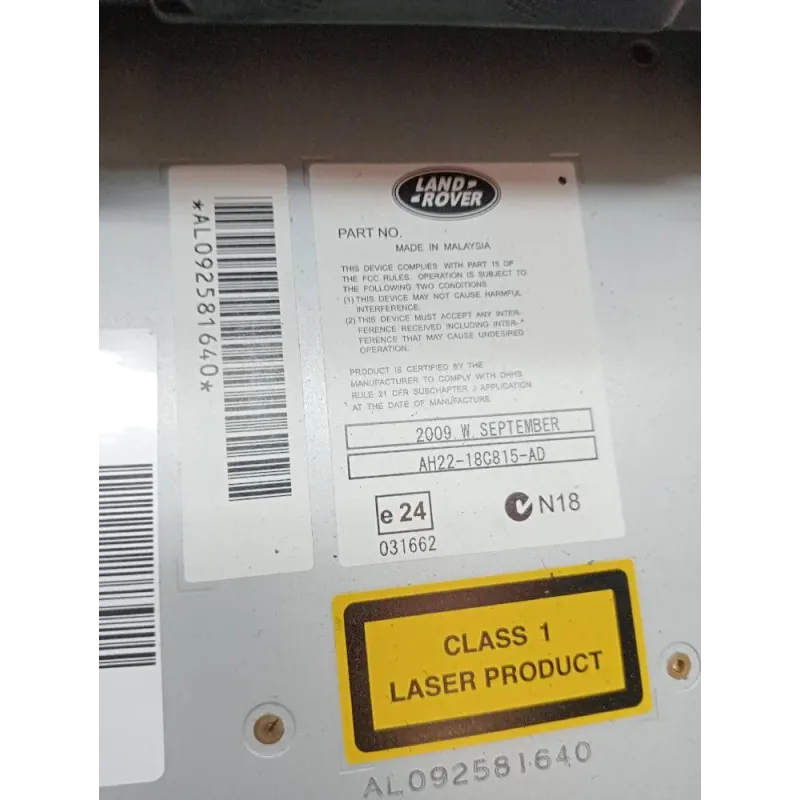 *AL092581640*
LAND
ROVER
PART NO.
MADE IN MALAYSIA
THIS DEVICE COMPLIES WITH PART 15 OF
THE FCC RULES. OPERATION IS SUBJECT TO
THE FOLLOWING TWO CONDITIONS
(1) THIS DEVICE MAY NOT CAUSE HARMFUL
INTERFERENCE.
(2) THIS DEVICE MUST ACCEPT ANY INTER-
FERENCE RECEIVED INCLUDING INTER-
FERENCE THAT MAY CAUSE UNDESIRED
OPERATION.
PRODUCT IS CERTIFIED BY THE
MANUFACTURER TO COMPLY WITH DHHS
RULE 21 CFR SUBCHAPTER J APPLICATION
AT THE DATE OF MANUFACTURE.
2009. W. SEPTEMBER
AH22-18C815-AD
e 24
N18
031662
CLASS 1
LASER PRODUCT
AL092581640